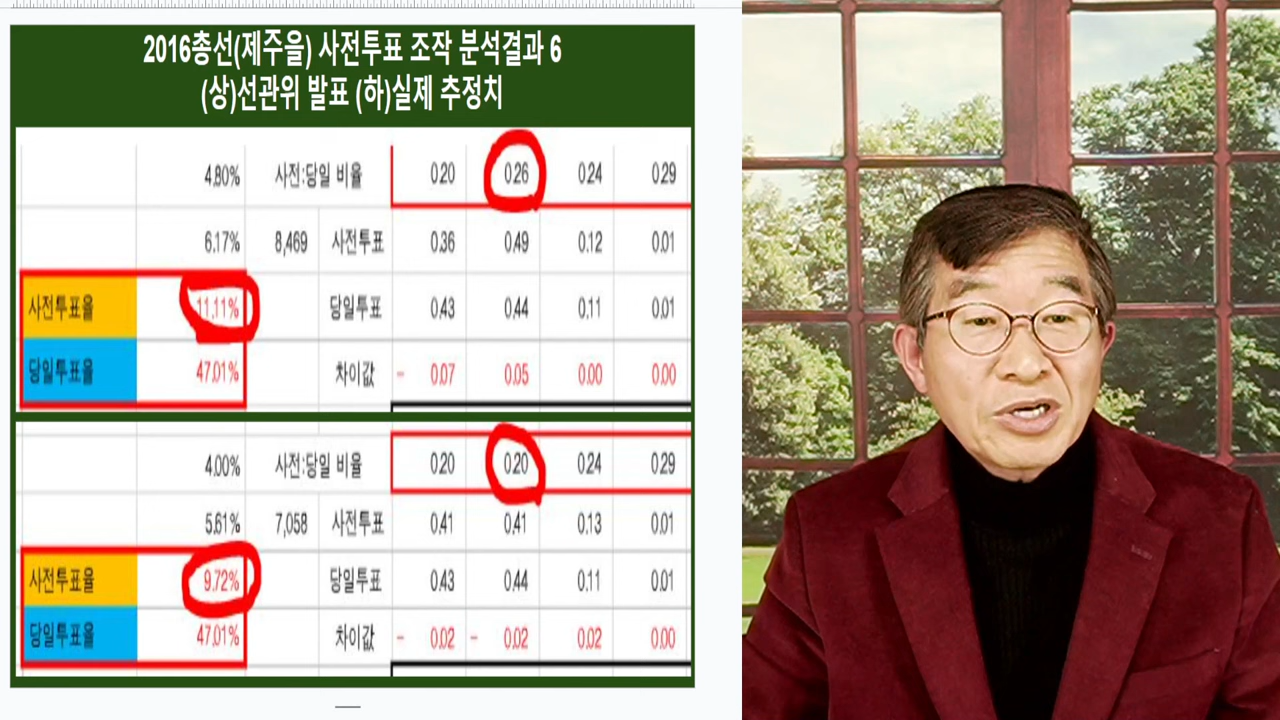 2016총선(제주을) 사전투표 조작 분석결과 6
(상)선관위 발표 (하)실제 추정치
4.80% 사전:당일 비율 0.20 0.26 0.24 0.29
6.17% 8,469 사전투표 0.36 0.49 0.12 0.01
사전투표율 11.11% 당일투표 0.43 0.44 0.11 0.01
당일투표율 47.01% 차이값 - 0.07 0.05 0.00 0.00
4.00% 사전:당일 비율 0.20 0.20 0.24 0.29
5.61% 7,058 사전투표 0.41 0.41 0.13 0.01
사전투표율 9.72% 당일투표 0.43 0.44 0.11 0.01
당일투표율 47.01% 차이값 - 0.02 - 0.02 0.02 0.00